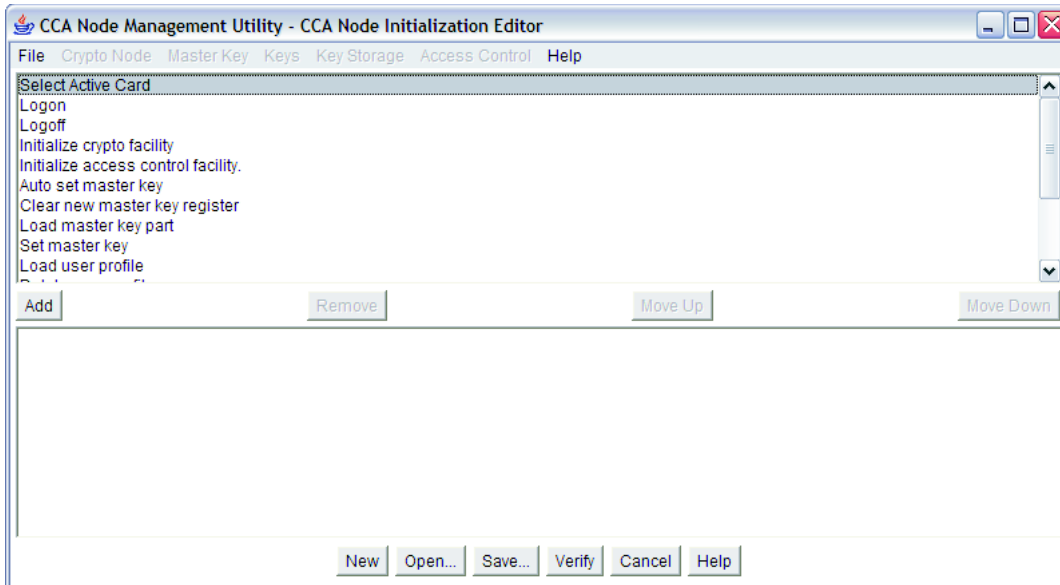 CCA Node Management Utility - CCA Node Initialization Editor
File Crypto Node Master Key Keys Key Storage Access Control Help
Select Active Card
Logon
Logoff
Initialize crypto facility
Initialize access control facility.
Auto set master key
Clear new master key register
Load master key part
Set master key
Load user profile
Add Remove Move Up Move Down
New Open... Save... Verify Cancel Help